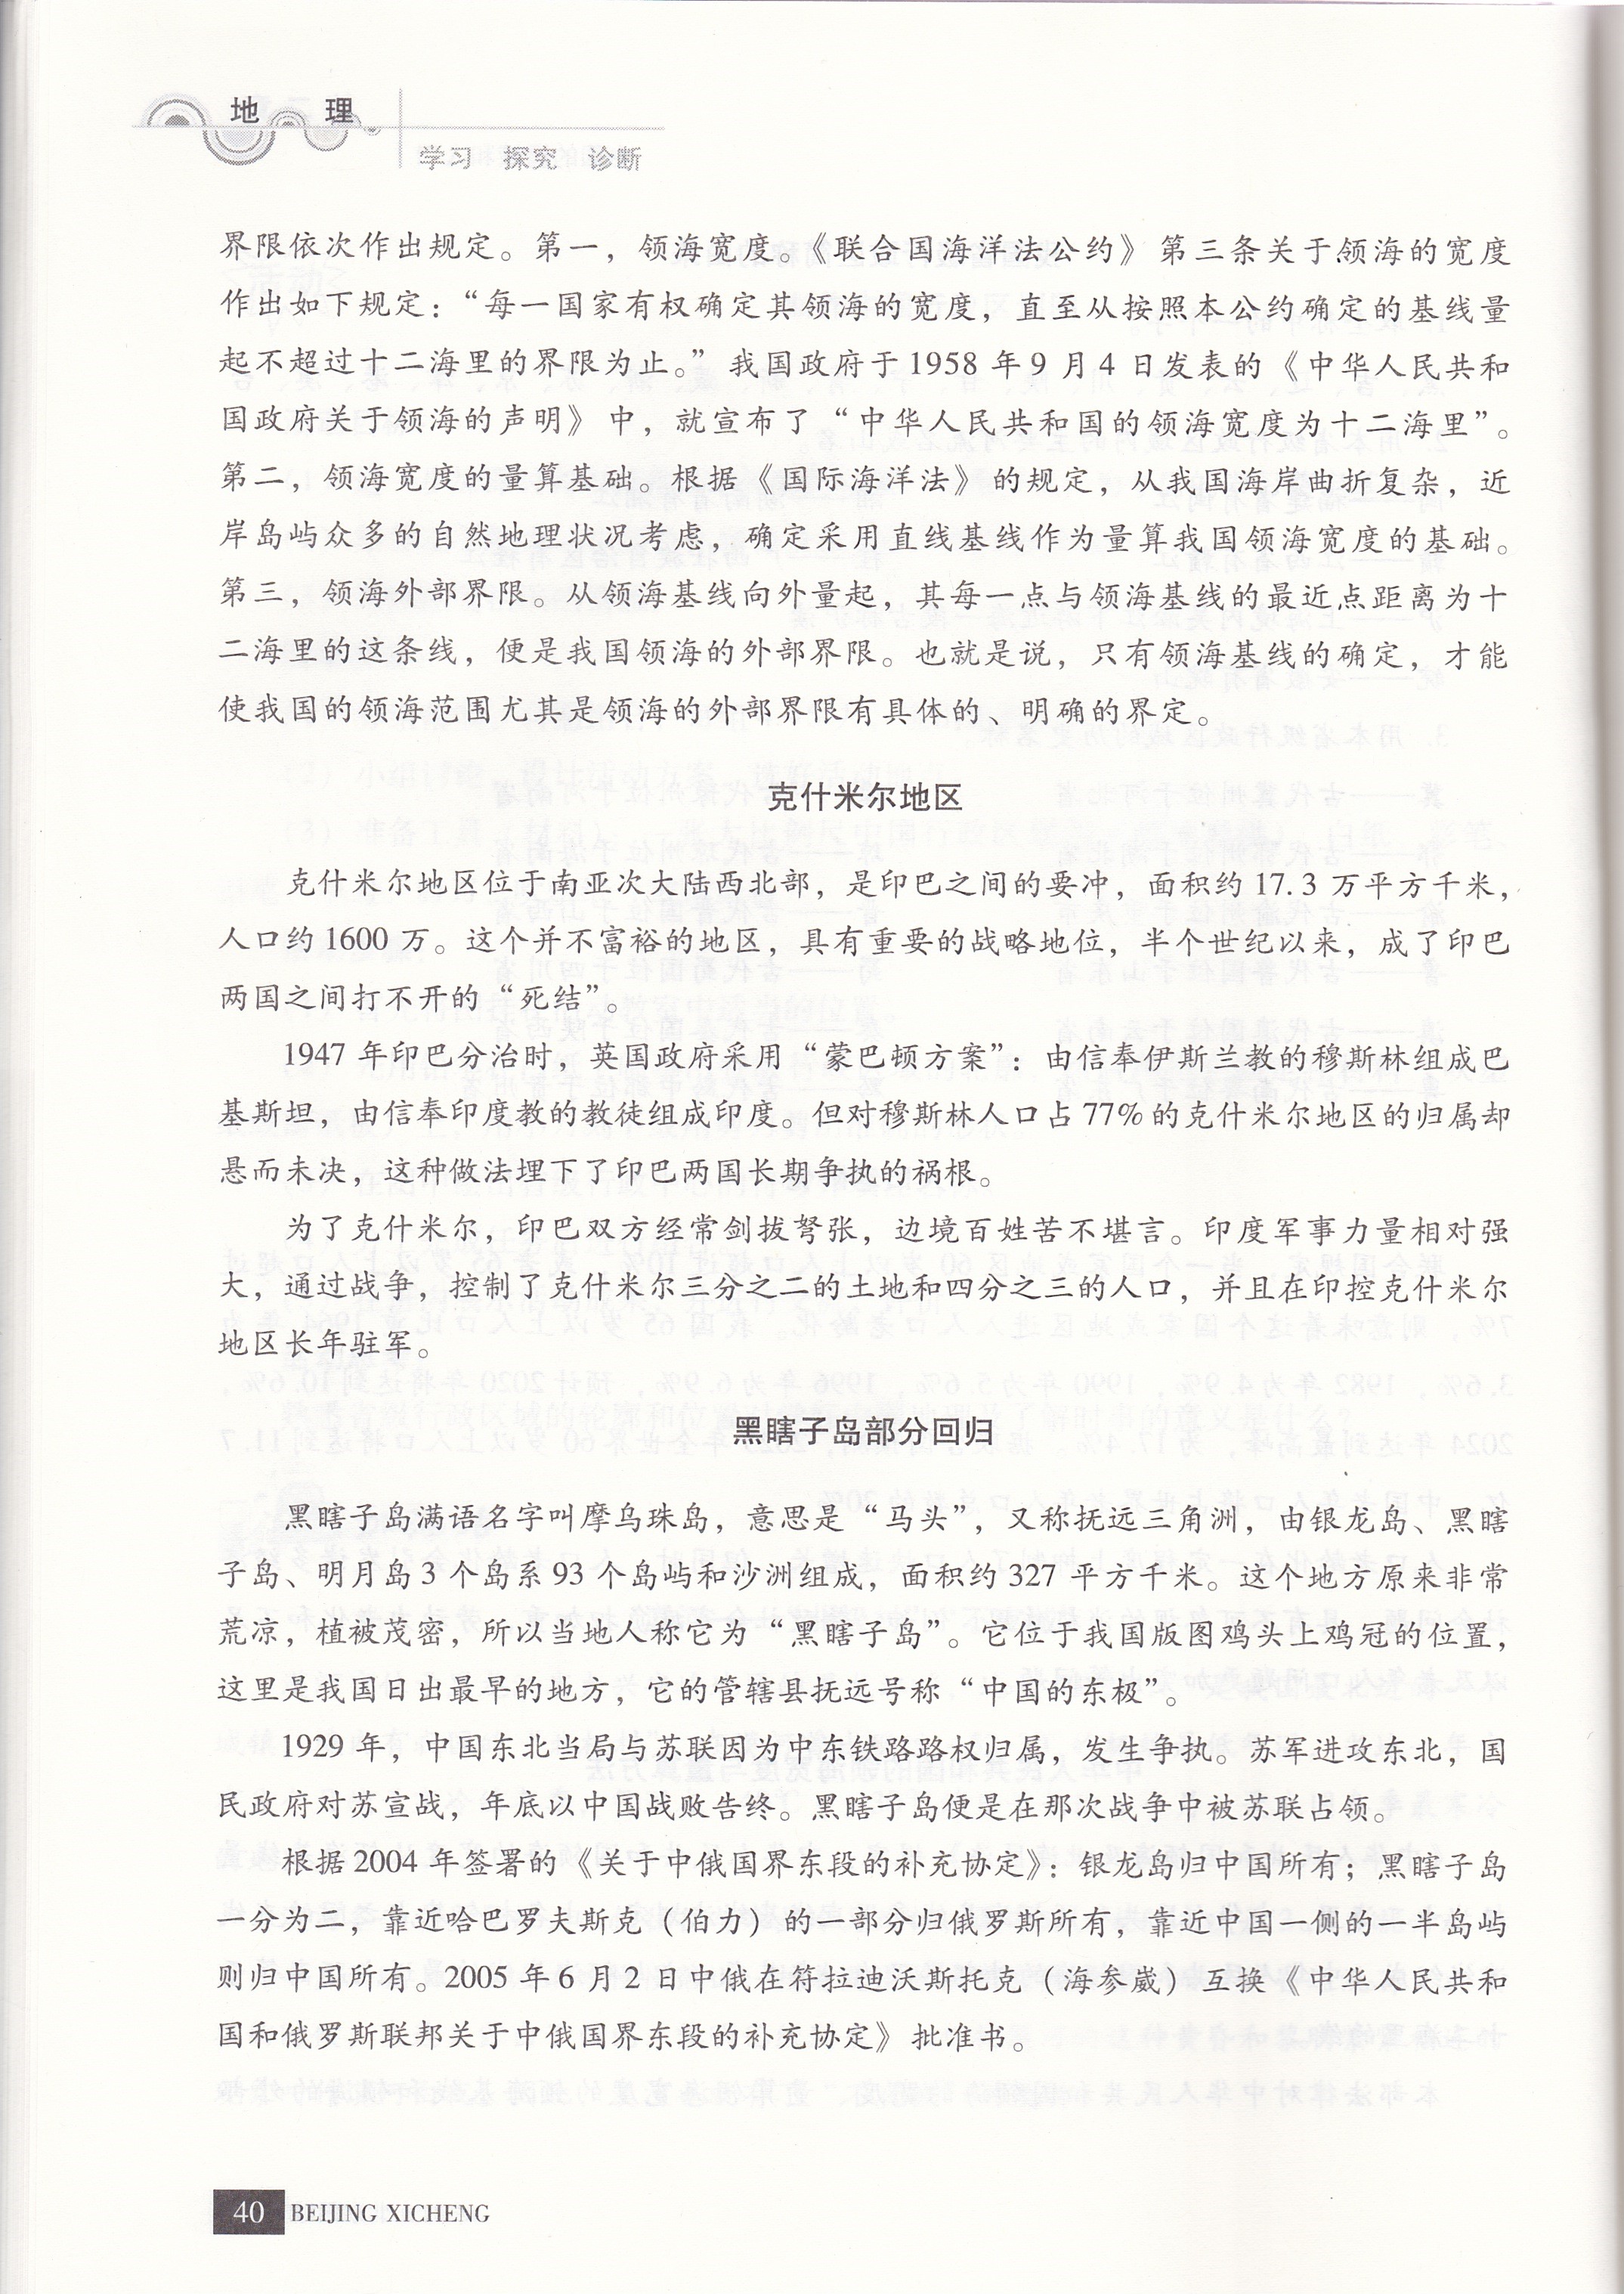 地 理
学习 探究 诊断
界限依次作出规定。第一，领海宽度。《联合国海洋法公约》第三条关于领海的宽度
作出如下规定：“每一国家有权确定其领海的宽度，直至从按照本公约确定的基线量
起不超过十二海里的界限为止。”我国政府于1958 年9 月4 日发表的《中华人民共和
国政府关于领海的声明》中，就宣布了“中华人民共和国的领海宽度为十二海里”。
第二，领海宽度的量算基础。根据《国际海洋法》的规定，从我国海岸曲折复杂，近
岸岛屿众多的自然地理状况考虑，确定采用直线基线作为量算我国领海宽度的基础。
第三，领海外部界限。从领海基线向外量起，其每一点与领海基线的最近点距离为十
二海里的这条线，便是我国领海的外部界限。也就是说，只有领海基线的确定，才能
使我国的领海范围尤其是领海的外部界限有具体的、明确的界定。
克什米尔地区
克什米尔地区位于南亚次大陆西北部，是印巴之间的要冲，面积约17.3 万平方千米，
人口约1600 万。这个并不富裕的地区，具有重要的战略地位，半个世纪以来，成了印巴
两国之间打不开的“死结”。
1947 年印巴分治时，英国政府采用“蒙巴顿方案”：由信奉伊斯兰教的穆斯林组成巴
基斯坦，由信奉印度教的教徒组成印度。但对穆斯林人口占77%的克什米尔地区的归属却
悬而未决，这种做法埋下了印巴两国长期争执的祸根。
为了克什米尔，印巴双方经常剑拔弩张，边境百姓苦不堪言。印度军事力量相对强
大，通过战争，控制了克什米尔三分之二的土地和四分之三的人口，并且在印控克什米尔
地区长年驻军。
黑瞎子岛部分回归
黑瞎子岛满语名字叫摩乌珠岛，意思是“马头”，又称抚远三角洲，由银龙岛、黑瞎
子岛、明月岛3 个岛系93 个岛屿和沙洲组成，面积约327 平方千米。这个地方原来非常
荒凉，植被茂密，所以当地人称它为“黑瞎子岛”。它位于我国版图鸡头上鸡冠的位置，
这里是我国日出最早的地方，它的管辖县抚远号称“中国的东极”。
1929 年，中国东北当局与苏联因为中东铁路路权归属，发生争执。苏军进攻东北，国
民政府对苏宣战，年底以中国战败告终。黑瞎子岛便是在那次战争中被苏联占领。
根据2004 年签署的《关于中俄国界东段的补充协定》：银龙岛归中国所有；黑瞎子岛
一分为二，靠近哈巴罗夫斯克（伯力）的一部分归俄罗斯所有，靠近中国一侧的一半岛屿
则归中国所有。2005 年6 月2 日中俄在符拉迪沃斯托克（海参崴）互换《中华人民共和
国和俄罗斯联邦关于中俄国界东段的补充协定》批准书。
40 BEIJING XICHENG